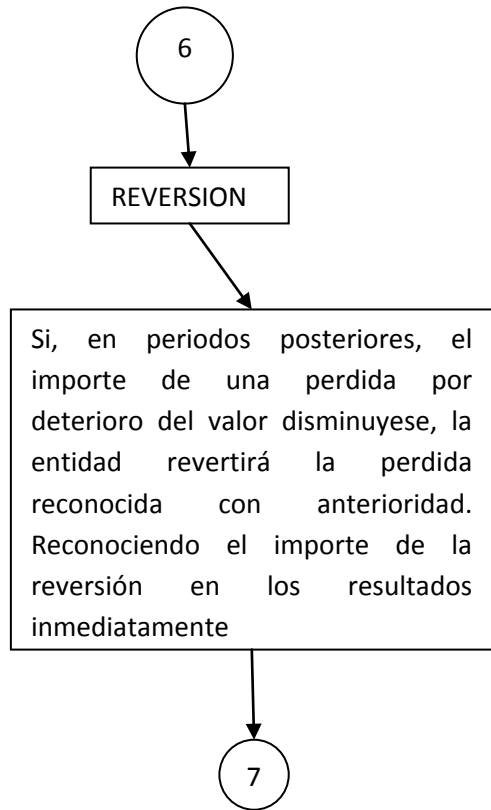 6
REVERSION
Si, en periodos posteriores, el
importe de una perdida por
deterioro del valor disminuyese, la
entidad revertirá la perdida
reconocida con anterioridad.
Reconociendo el importe de la
reversión en los resultados
inmediatamente
7